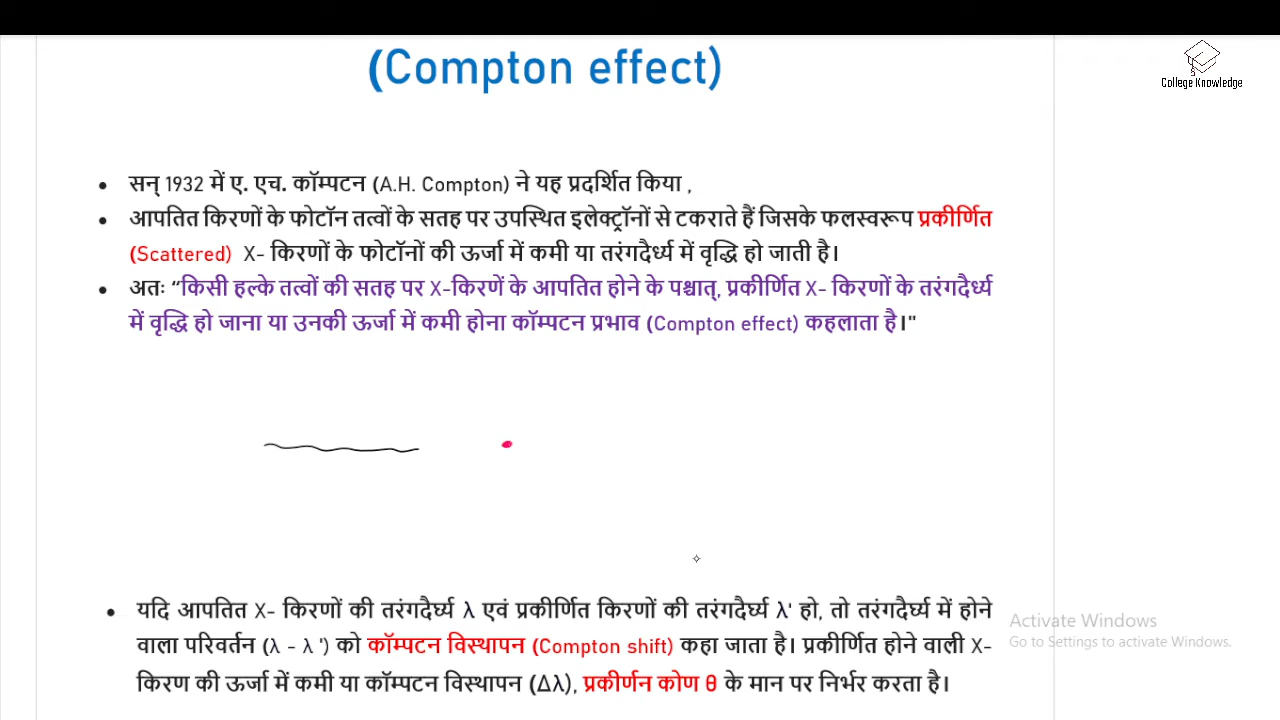 (Compton effect)
College Knowledge
• सन् 1932 में ए. एच. कॉम्पटन (A.H. Compton) ने यह प्रदर्शित किया ,
• आपतित किरणों के फोटॉन तत्वों के सतह पर उपस्थित इलेक्ट्रॉनों से टकराते हैं जिसके फलस्वरूप प्रकीर्णित
(Scattered) X- किरणों के फोटॉनों की ऊर्जा में कमी या तरंगदैर्ध्य में वृद्धि हो जाती है।
• अतः “किसी हल्के तत्वों की सतह पर X-किरणें के आपतित होने के पश्चात्, प्रकीर्णित X- किरणों के तरंगदैर्ध्य
में वृद्धि हो जाना या उनकी ऊर्जा में कमी होना कॉम्पटन प्रभाव (Compton effect) कहलाता है।"
• यदि आपतित X- किरणों की तरंगदैर्घ्य λ एवं प्रकीर्णित किरणों की तरंगदैर्घ्य λ' हो, तो तरंगदैर्घ्य में होने
वाला परिवर्तन (λ - λ ') को कॉम्पटन विस्थापन (Compton shift) कहा जाता है। प्रकीर्णित होने वाली X-
किरण की ऊर्जा में कमी या कॉम्पटन विस्थापन (Δλ), प्रकीर्णन कोण θ के मान पर निर्भर करता है।
Activate Windows
Go to Settings to activate Windows.